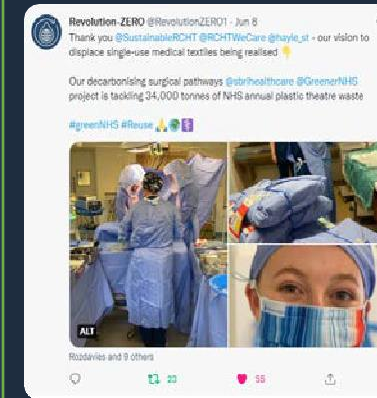 Revolution-ZERO @RevolutionZERO1 · Jun 8
Thank you @SustainableRCHT @RCHTWeCare @hayle_st - our vision to
displace single-use medical textiles being realised 👇
Our decarbonising surgical pathways @sbrihealthcare @GreenerNHS
project is tackling 34,000 tonnes of NHS annual plastic theatre waste
#greenNHS #Reuse
ALT
Rozdavies and 9 others
20
56